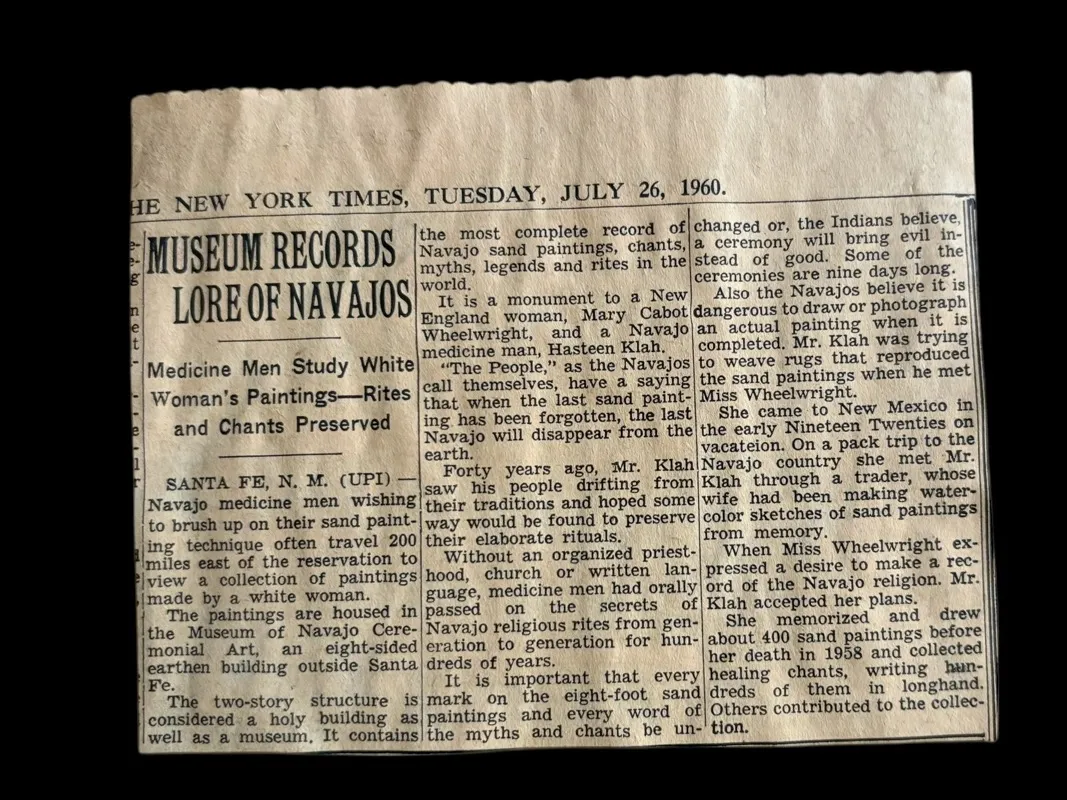 HE NEW YORK TIMES, TUESDAY, JULY 26, 1960.
MUSEUM RECORDS
LORE OF NAVAJOS
Medicine Men Study White
Woman's Paintings—Rites
and Chants Preserved
SANTA FE, N. M. (UPI) —
Navajo medicine men wishing
to brush up on their sand paint-
ing technique often travel 200
miles east of the reservation to
view a collection of paintings
made by a white woman.
The paintings are housed in
the Museum of Navajo Cere-
monial Art, an eight-sided
earthen building outside Santa
Fe.
The two-story structure is
considered a holy building as
well as a museum. It contains
the most complete record of
Navajo sand paintings, chants,
myths, legends and rites in the
world.
It is a monument to a New
England woman, Mary Cabot
Wheelwright, and a Navajo
medicine man, Hasteen Klah.
"The People," as the Navajos
call themselves, have a saying
that when the last sand paint-
ing has been forgotten, the last
Navajo will disappear from the
earth.
Forty years ago, Mr. Klah
saw his people drifting from
their traditions and hoped some
way would be found to preserve
their elaborate rituals.
Without an organized priest-
hood, church or written lan-
guage, medicine men had orally
passed on the secrets of
Navajo religious rites from gen-
eration to generation for hun-
dreds of years.
It is important that every
mark on the eight-foot sand
paintings and every word of
the myths and chants be un-
changed or, the Indians believe,
a ceremony will bring evil in-
stead of good. Some of the
ceremonies are nine days long.
Also the Navajos believe it is
dangerous to draw or photograph
an actual painting when it is
completed. Mr. Klah was trying
to weave rugs that reproduced
the sand paintings when he met
Miss Wheelwright.
She came to New Mexico in
the early Nineteen Twenties on
vacateion. On a pack trip to the
Navajo country she met Mr.
Klah through a trader, whose
wife had been making water-
color sketches of sand paintings
from memory.
When Miss Wheelwright ex-
pressed a desire to make a rec-
ord of the Navajo religion. Mr.
Klah accepted her plans.
She memorized and drew
about 400 sand paintings before
her death in 1958 and collected
healing chants, writing hun-
dreds of them in longhand.
Others contributed to the collec-
tion.